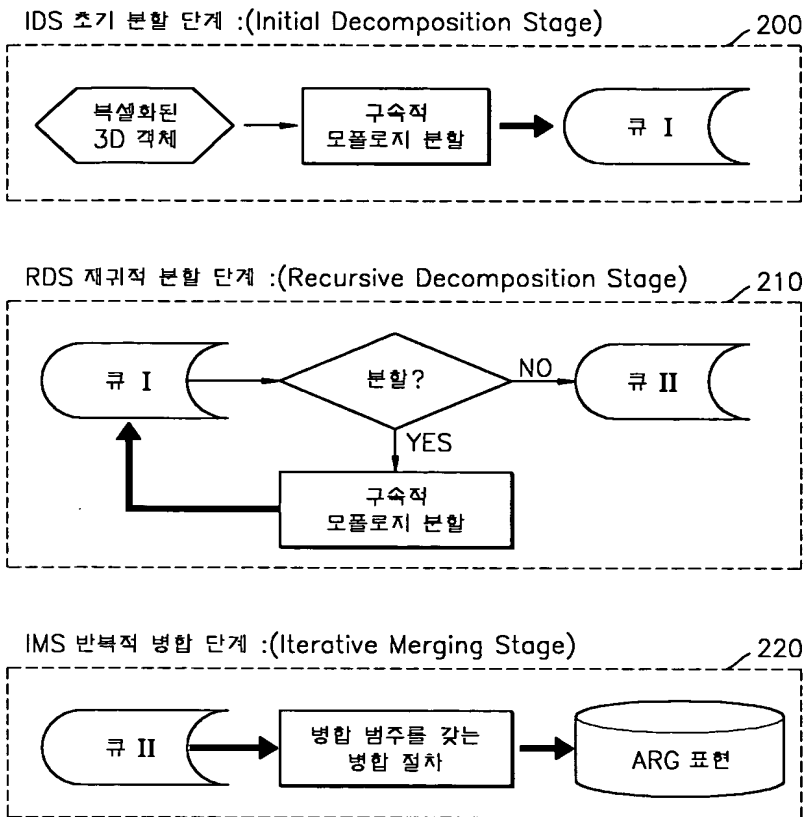 IDS 초기 분할 단계 :(Initial Decomposition Stage)
200
복셀화된
3D 객체
구속적
모폴로지 분할
큐 I
RDS 재귀적 분할 단계 :(Recursive Decomposition Stage)
210
큐 I
분할?
NO
큐 II
YES
구속적
모폴로지 분할
IMS 반복적 병합 단계 :(Iterative Merging Stage)
220
큐 II
병합 범주를 갖는
병합 절차
ARG 표현